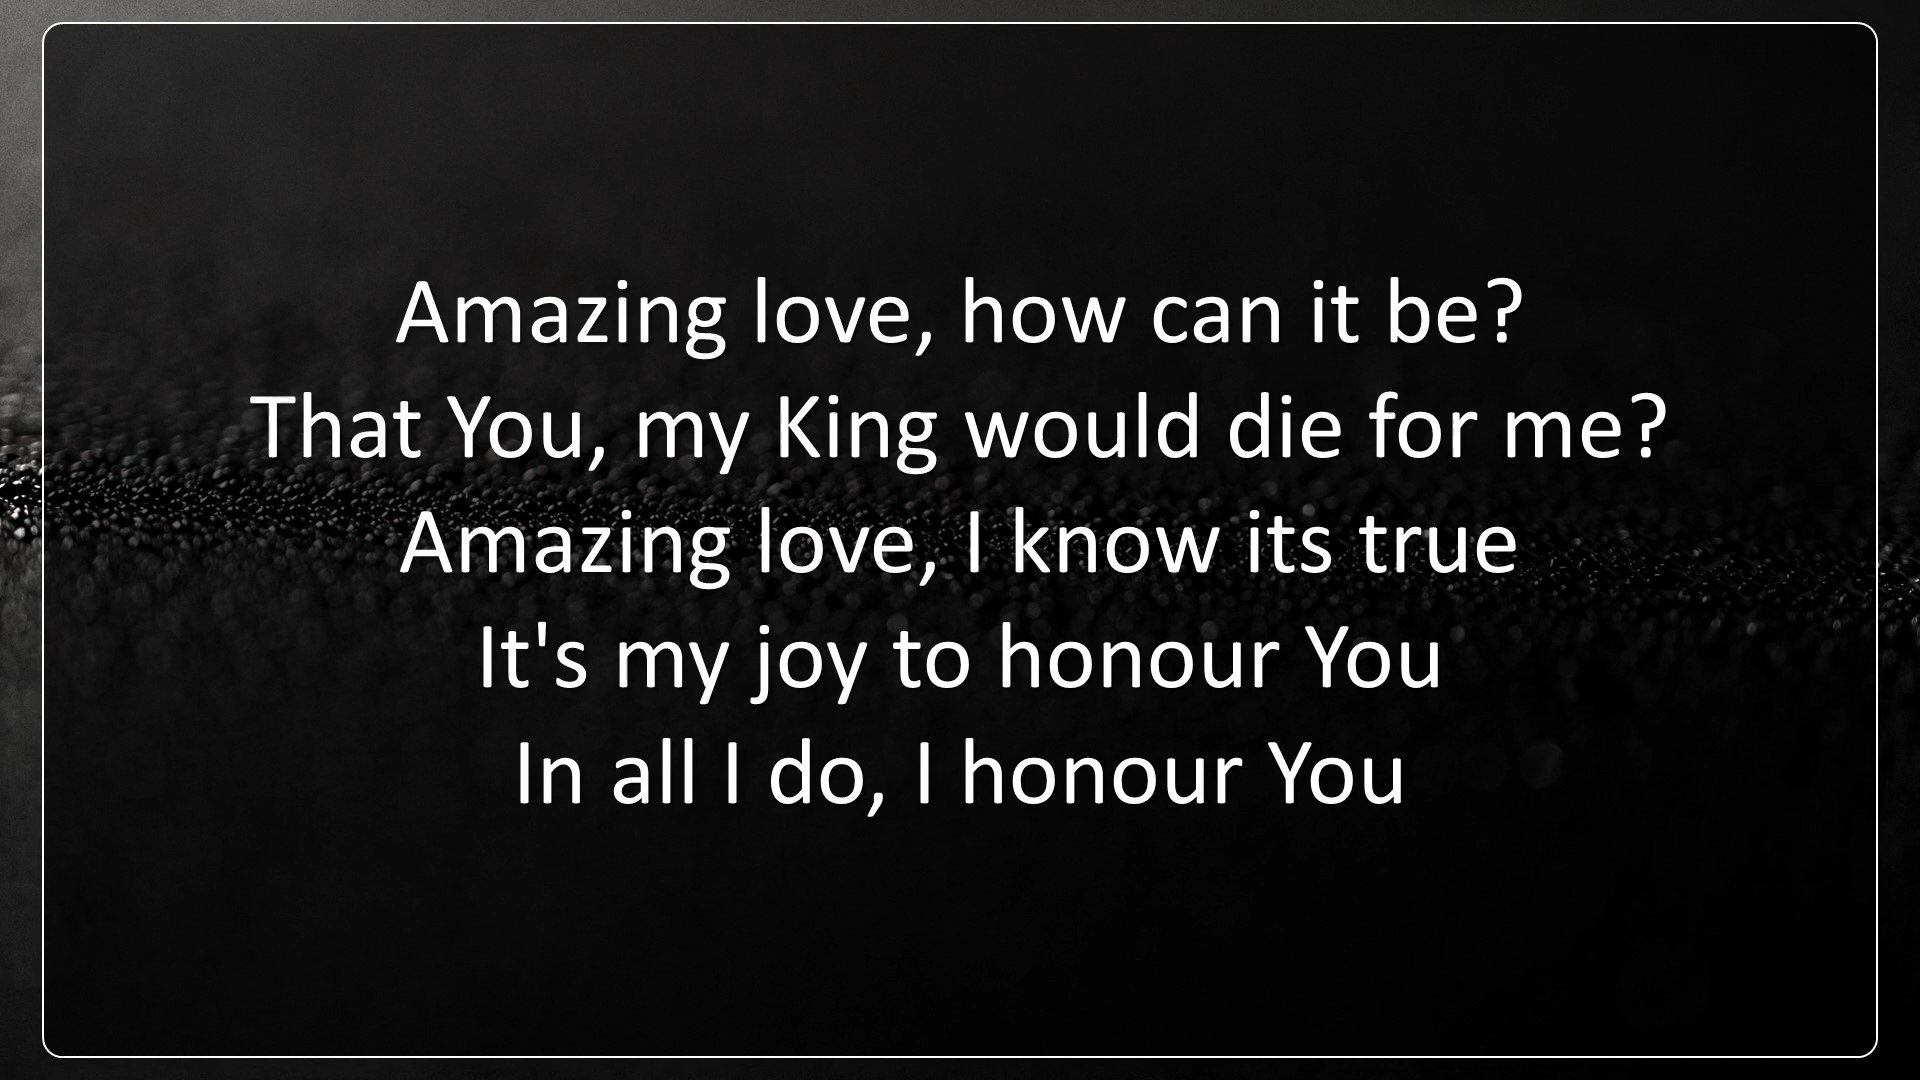 Amazing love, how can it be?
That You, my King would die for me?
Amazing love, I know its true
It's my joy to honour You
In all I do, I honour You